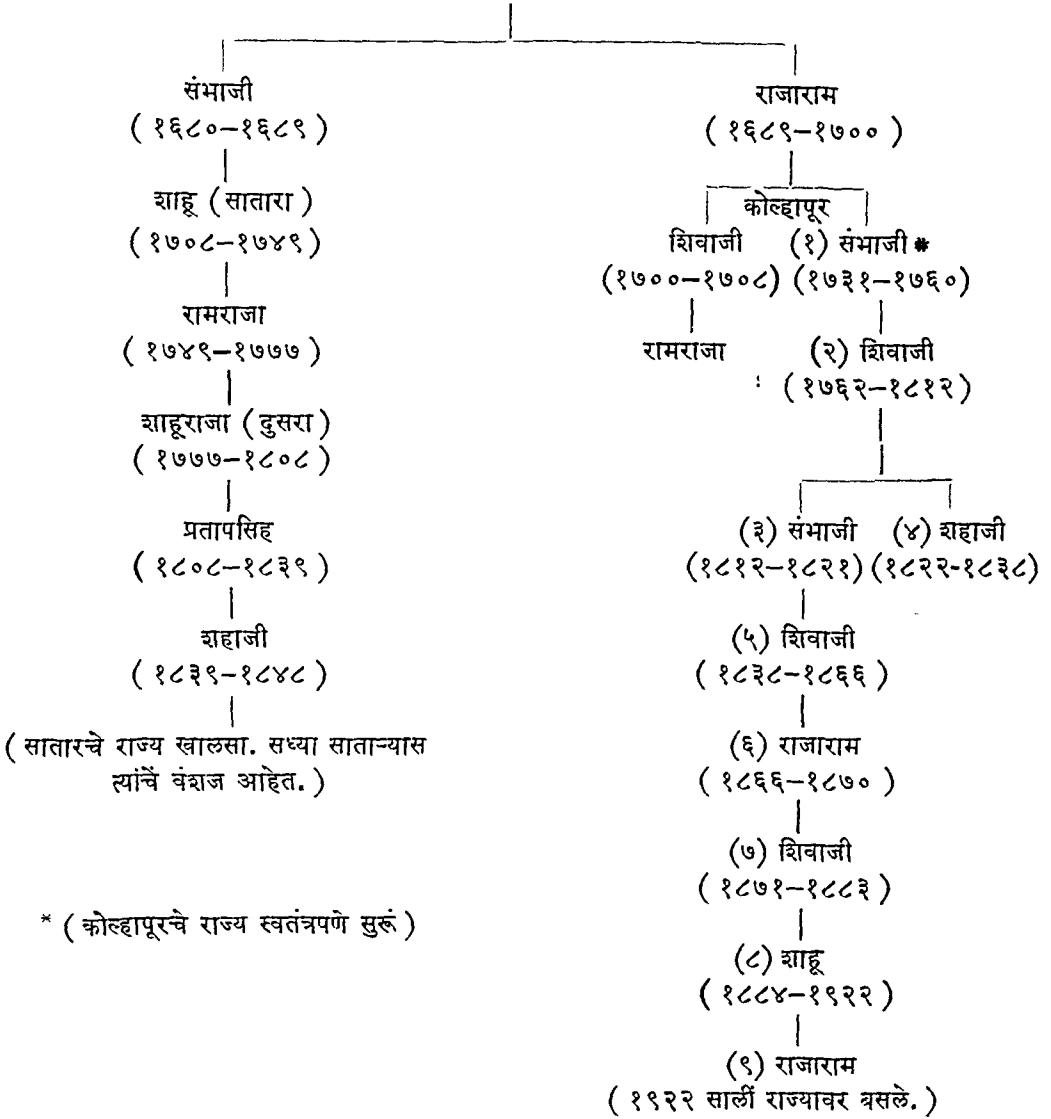 संभाजी
( १६८०–१६८९ )
शाहू ( सातारा )
( १७०८–१७४९ )
रामराजा
( १७४९–१७७७ )
शाहूराजा ( दुसरा )
( १७७७–१८०८ )
प्रतापसिह
( १८०८–१८३९ )
शहाजी
( १८३९–१८४८ )
( सातारचे राज्य खालसा. सध्या साताऱ्यास
त्यांचें वंशज आहेत. )
* ( कोल्हापूरचे राज्य स्वतंत्रपणे सुरूं )
राजाराम
( १६८९–१७०० )
कोल्हापूर
शिवाजी (१) संभाजी *
(१७००–१७०८) (१७३१–१७६०)
रामराजा (२) शिवाजी
( १७६२–१८१२ )
(३) संभाजी (४) शहाजी
(१८१२–१८२१) (१८२२-१८३८)
(५) शिवाजी
( १८३८–१८६६ )
(६) राजाराम
( १८६६–१८७० )
(७) शिवाजी
( १८७१–१८८३ )
(८) शाहू
( १८८४–१९२२ )
(९) राजाराम
( १९२२ सालीं राज्यावर बसले. )